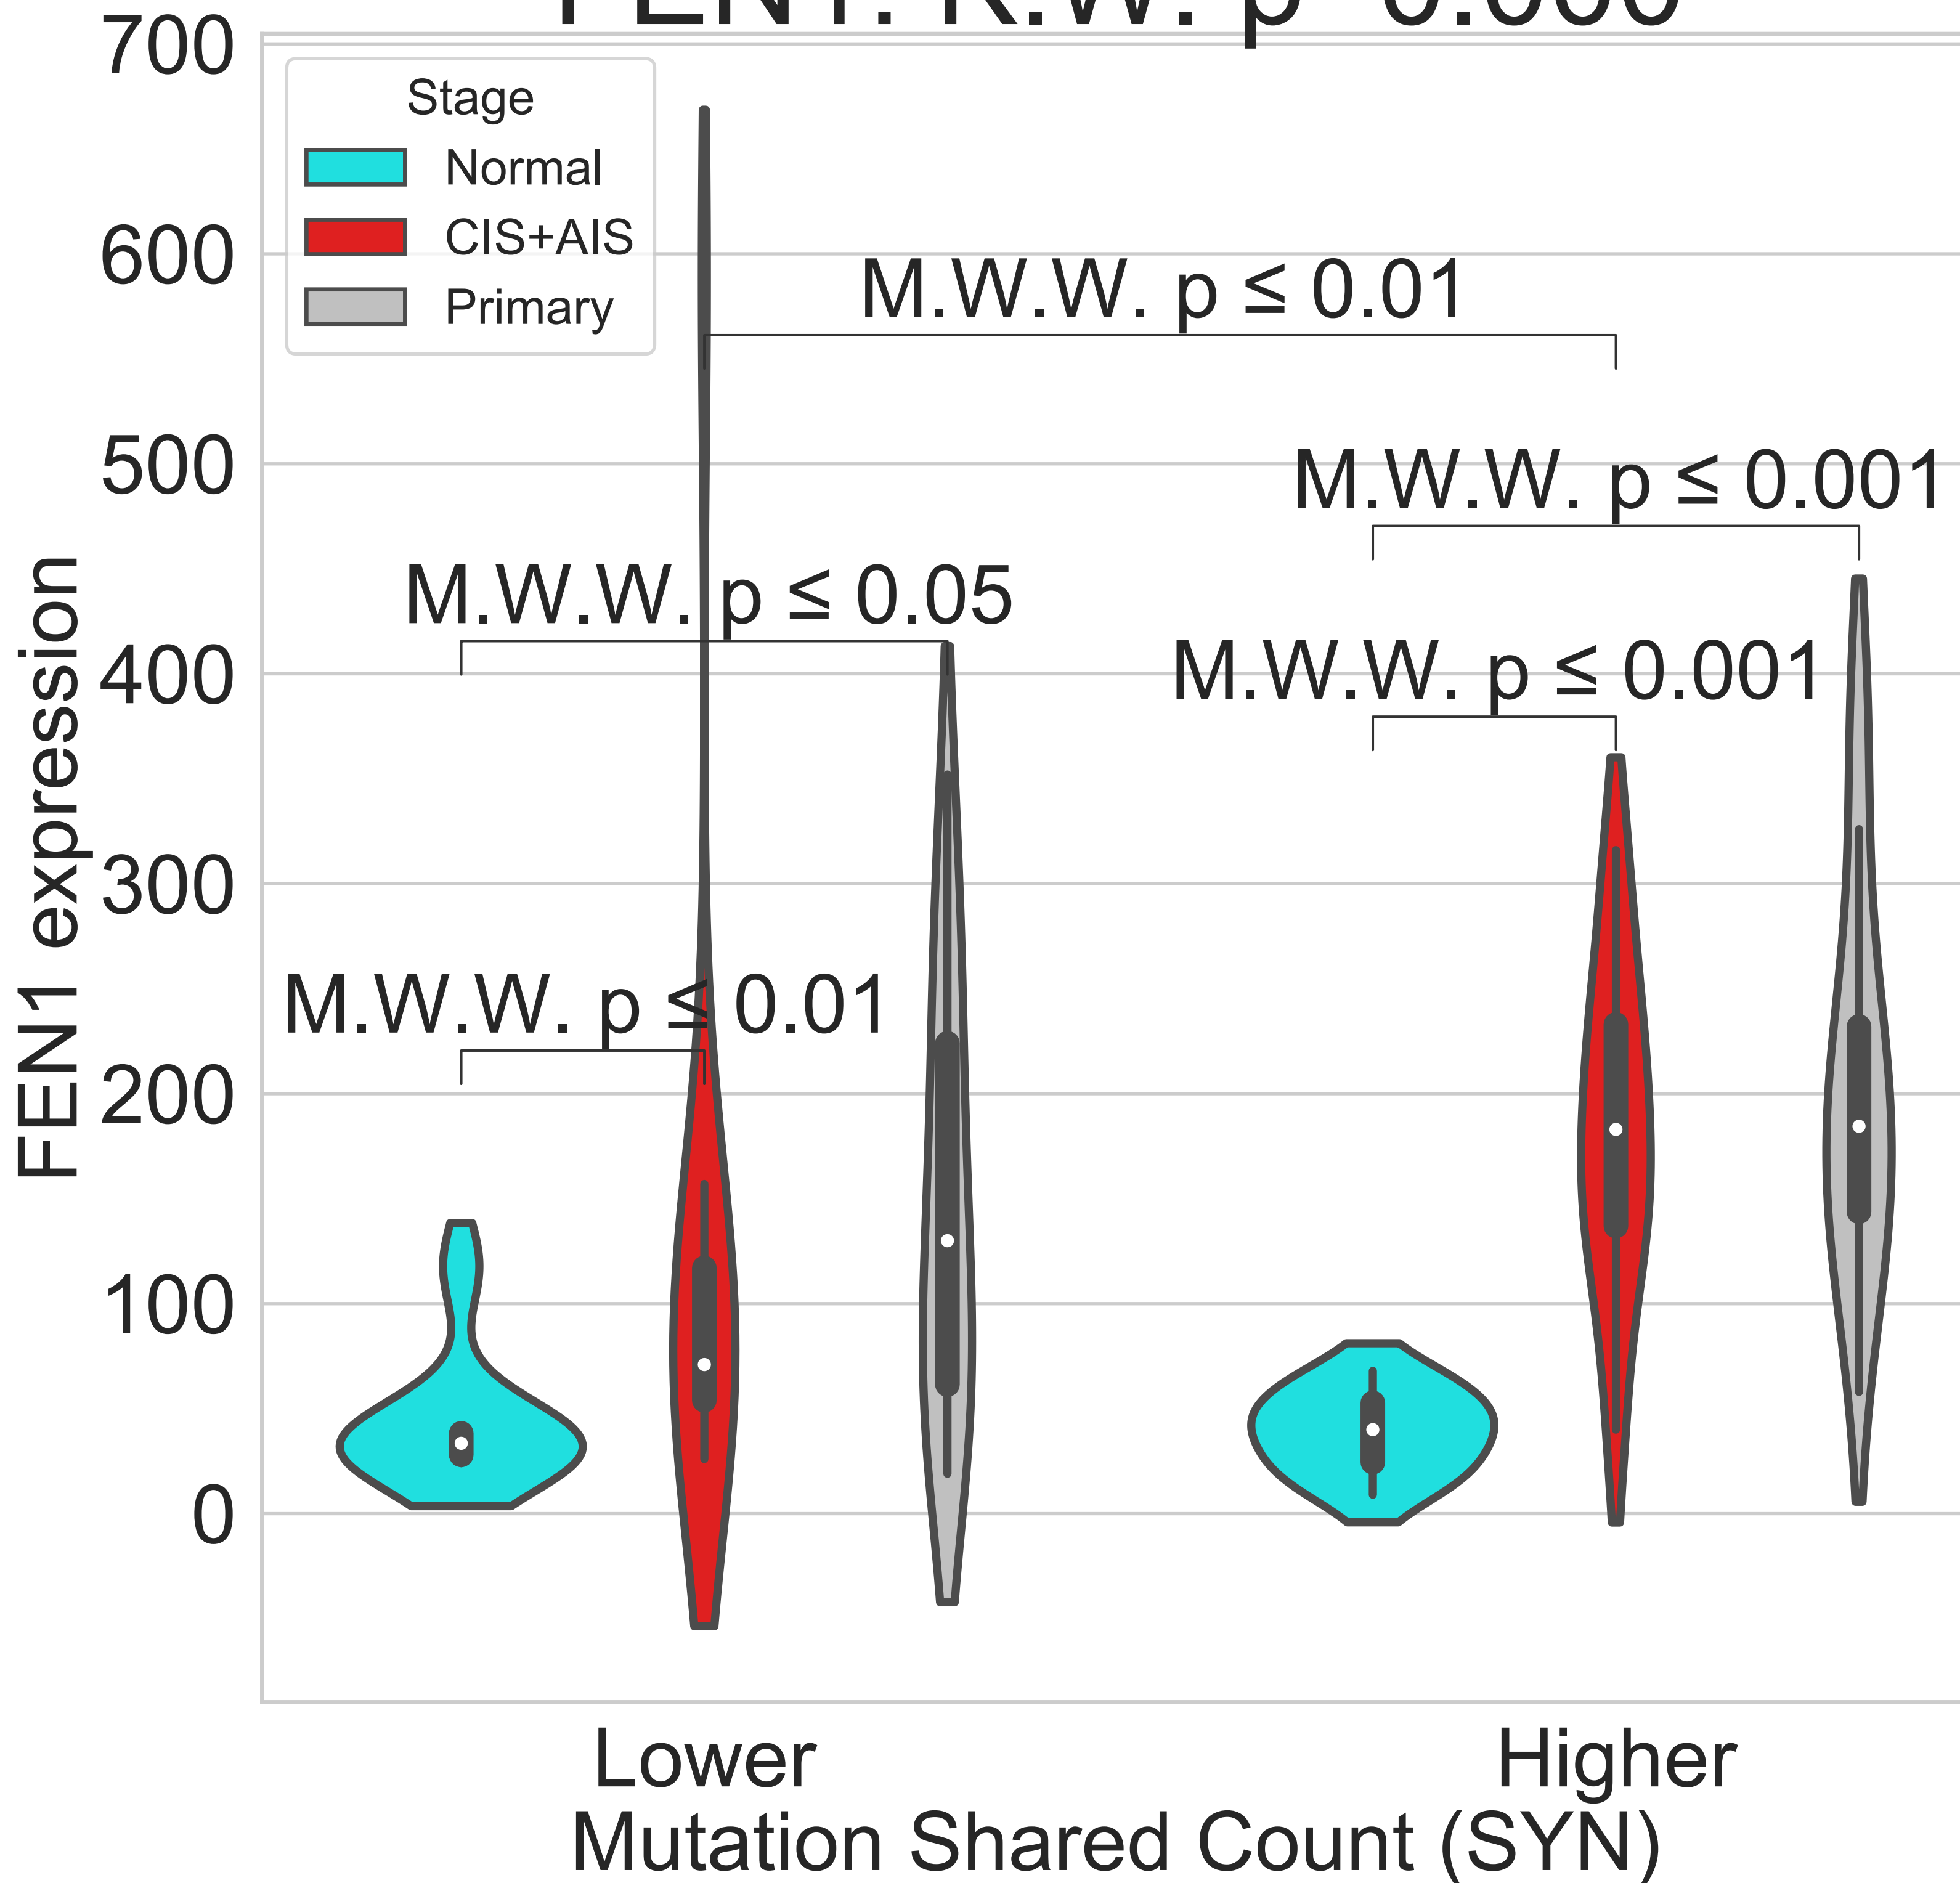 FEN1: K.W. p
700
600
500
400
300
200
100
0
FEN1 expression
Stage
Normal
CIS+AIS
Primary
M.W.W. p ≤ 0.01
M.W.W. p ≤ 0.001
M.W.W. p ≤ 0.05
M.W.W. p ≤ 0.001
M.W.W. p ≤ 0.01
Lower
Higher
Mutation Shared Count (SYN)